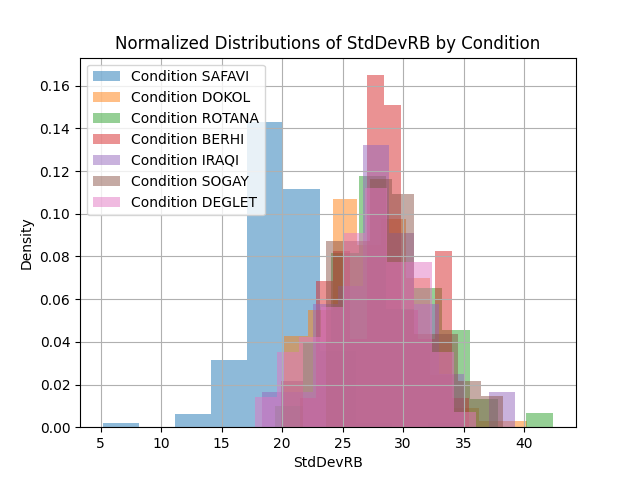 Normalized Distributions of StdDevRB by Condition
Condition SAFAVI
Condition DOKOL
Condition ROTANA
Condition BERHI
Condition IRAQI
Condition SOGAY
Condition DEGLET
0.16
0.14
0.12
0.10
0.08
0.06
0.04
0.02
0.00
Density
5 10 15 20 25 30 35 40
StdDevRB